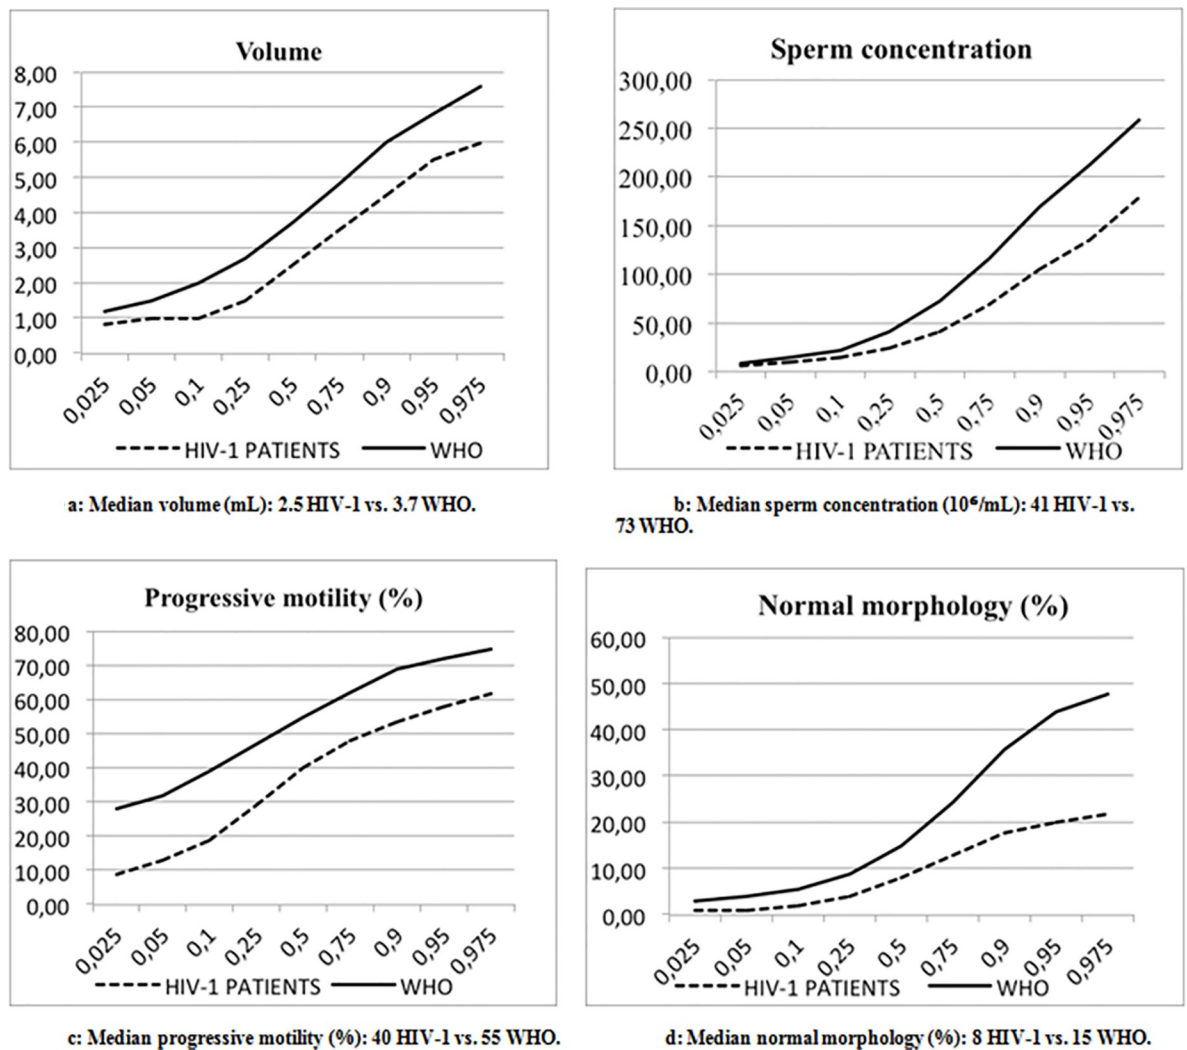 Volume
8,00
7,00
6,00
5,00
4,00
3,00
2,00
1,00
0,00
0,025 0,05 0,1 0,25 0,5 0,75 0,9 0,95 0,975
HIV-1 PATIENTS WHO
a: Median volume (mL): 2.5 HIV-1 vs. 3.7 WHO.
Sperm concentration
300,00
250,00
200,00
150,00
100,00
50,00
0,00
0,025 0,05 0,1 0,25 0,5 0,75 0,9 0,95 0,975
HIV-1 PATIENTS WHO
b: Median sperm concentration (10⁶/mL): 41 HIV-1 vs.
73 WHO.
Progressive motility (%)
80,00
70,00
60,00
50,00
40,00
30,00
20,00
10,00
0,00
0,025 0,05 0,1 0,25 0,5 0,75 0,9 0,95 0,975
HIV-1 PATIENTS WHO
c: Median progressive motility (%): 40 HIV-1 vs. 55 WHO.
Normal morphology (%)
60,00
50,00
40,00
30,00
20,00
10,00
0,00
0,025 0,05 0,1 0,25 0,5 0,75 0,9 0,95 0,975
HIV-1 PATIENTS WHO
d: Median normal morphology (%): 8 HIV-1 vs. 15 WHO.